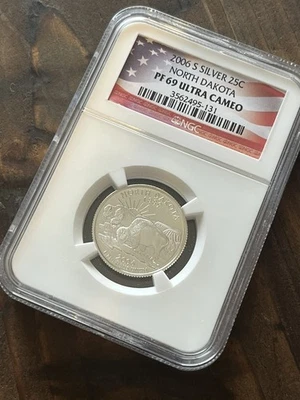 2006 S SILVER 25C
NORTH DAKOTA
PF 69 ULTRA CAMEO
3562495-131
NGC